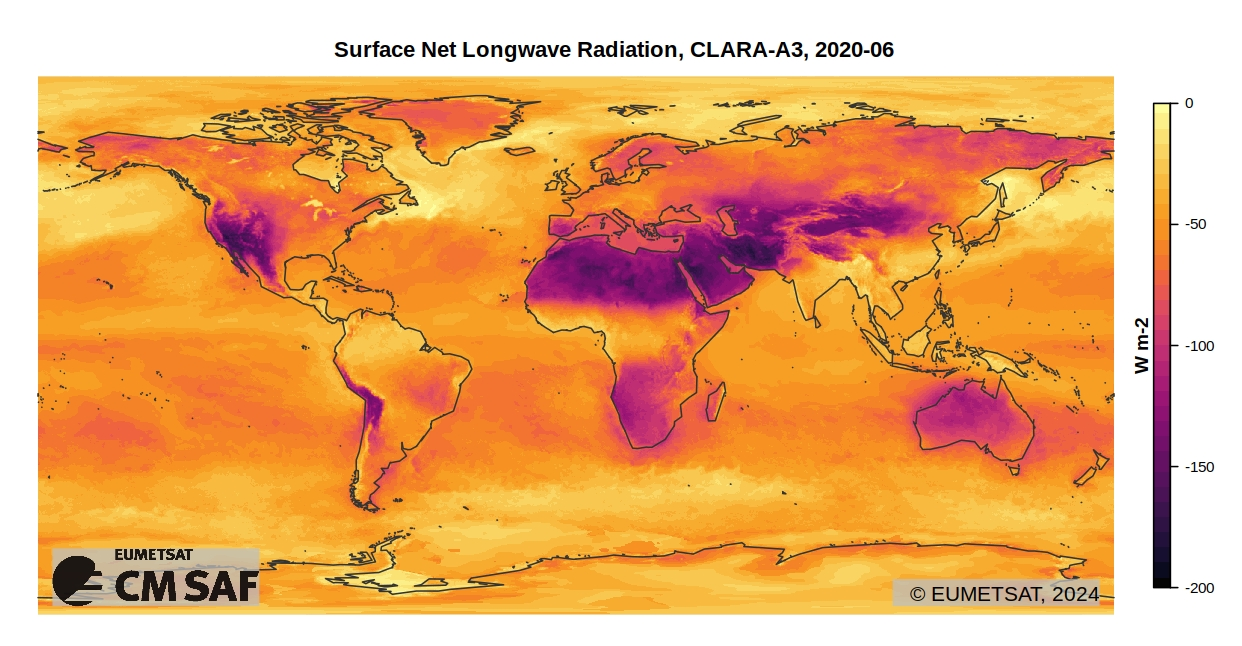 Surface Net Longwave Radiation, CLARA-A3, 2020-06
0
-50
-100
-150
-200
W m-2
EUMETSAT
CM SAF
© EUMETSAT, 2024